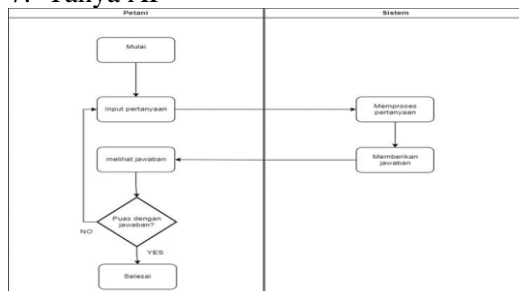 7. Tanya AI
Petani
Sistem
Mulai
Input pertanyaan
Memproses
pertanyaan
melihat jawaban
Memberikan
jawaban
Puas dengan
jawaban?
NO
YES
Selesai